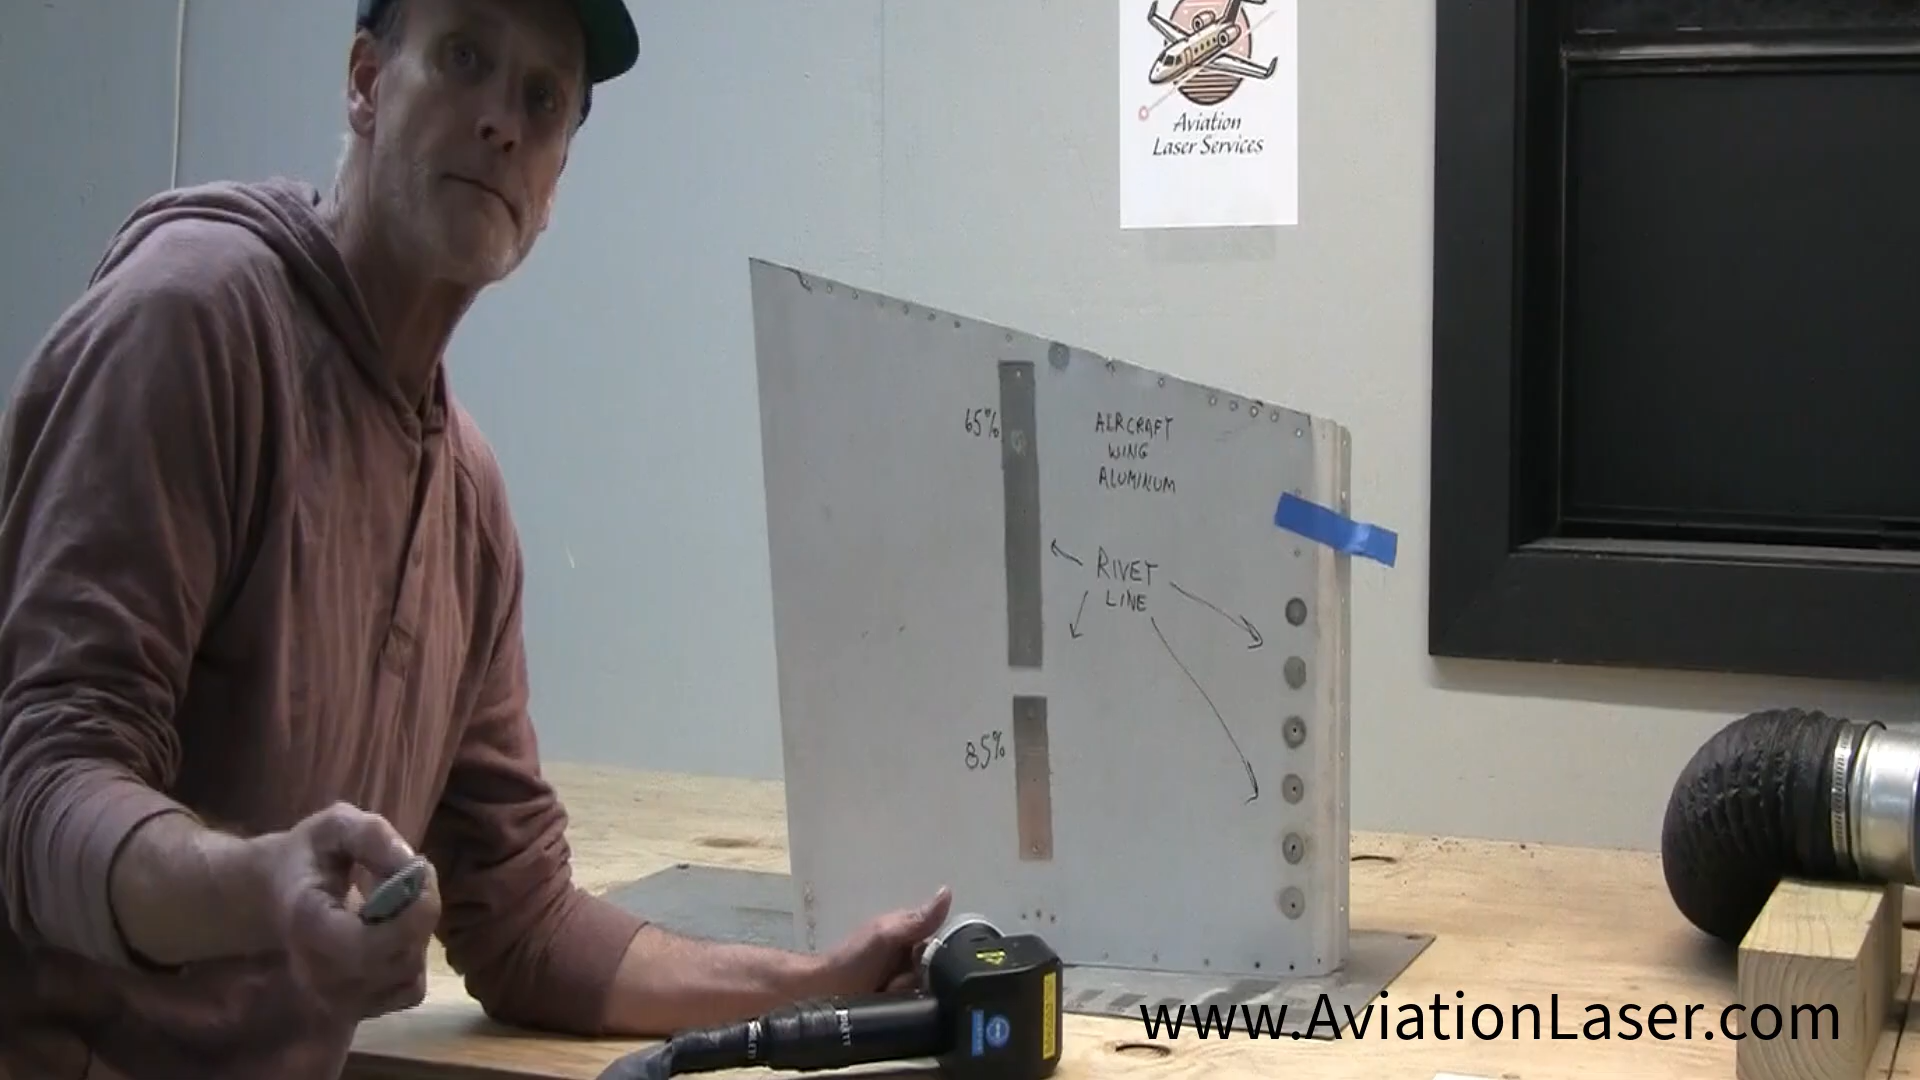 Aviation
Laser Services
65%
AIRCRAFT
WING
ALUMINUM
RIVET
LINE
85%
www.AviationLaser.com